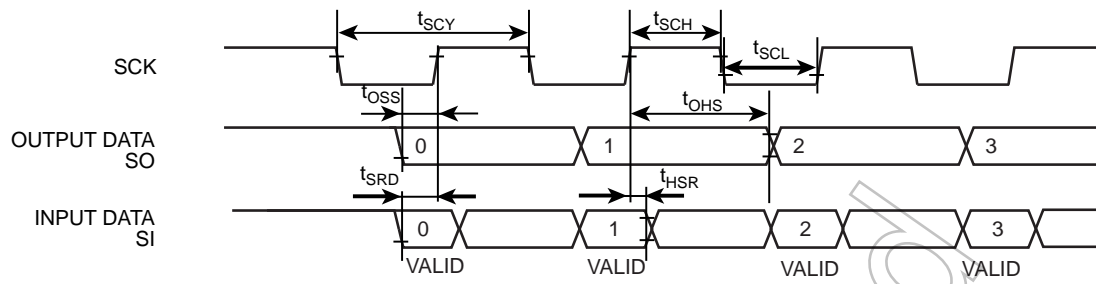 tSCY
tSCH
SCK
tSCL
tOSS
tOHS
OUTPUT DATA
SO
0 1 2 3
tSRD
tHSR
INPUT DATA
SI
0 1 2 3
VALID VALID VALID VALID